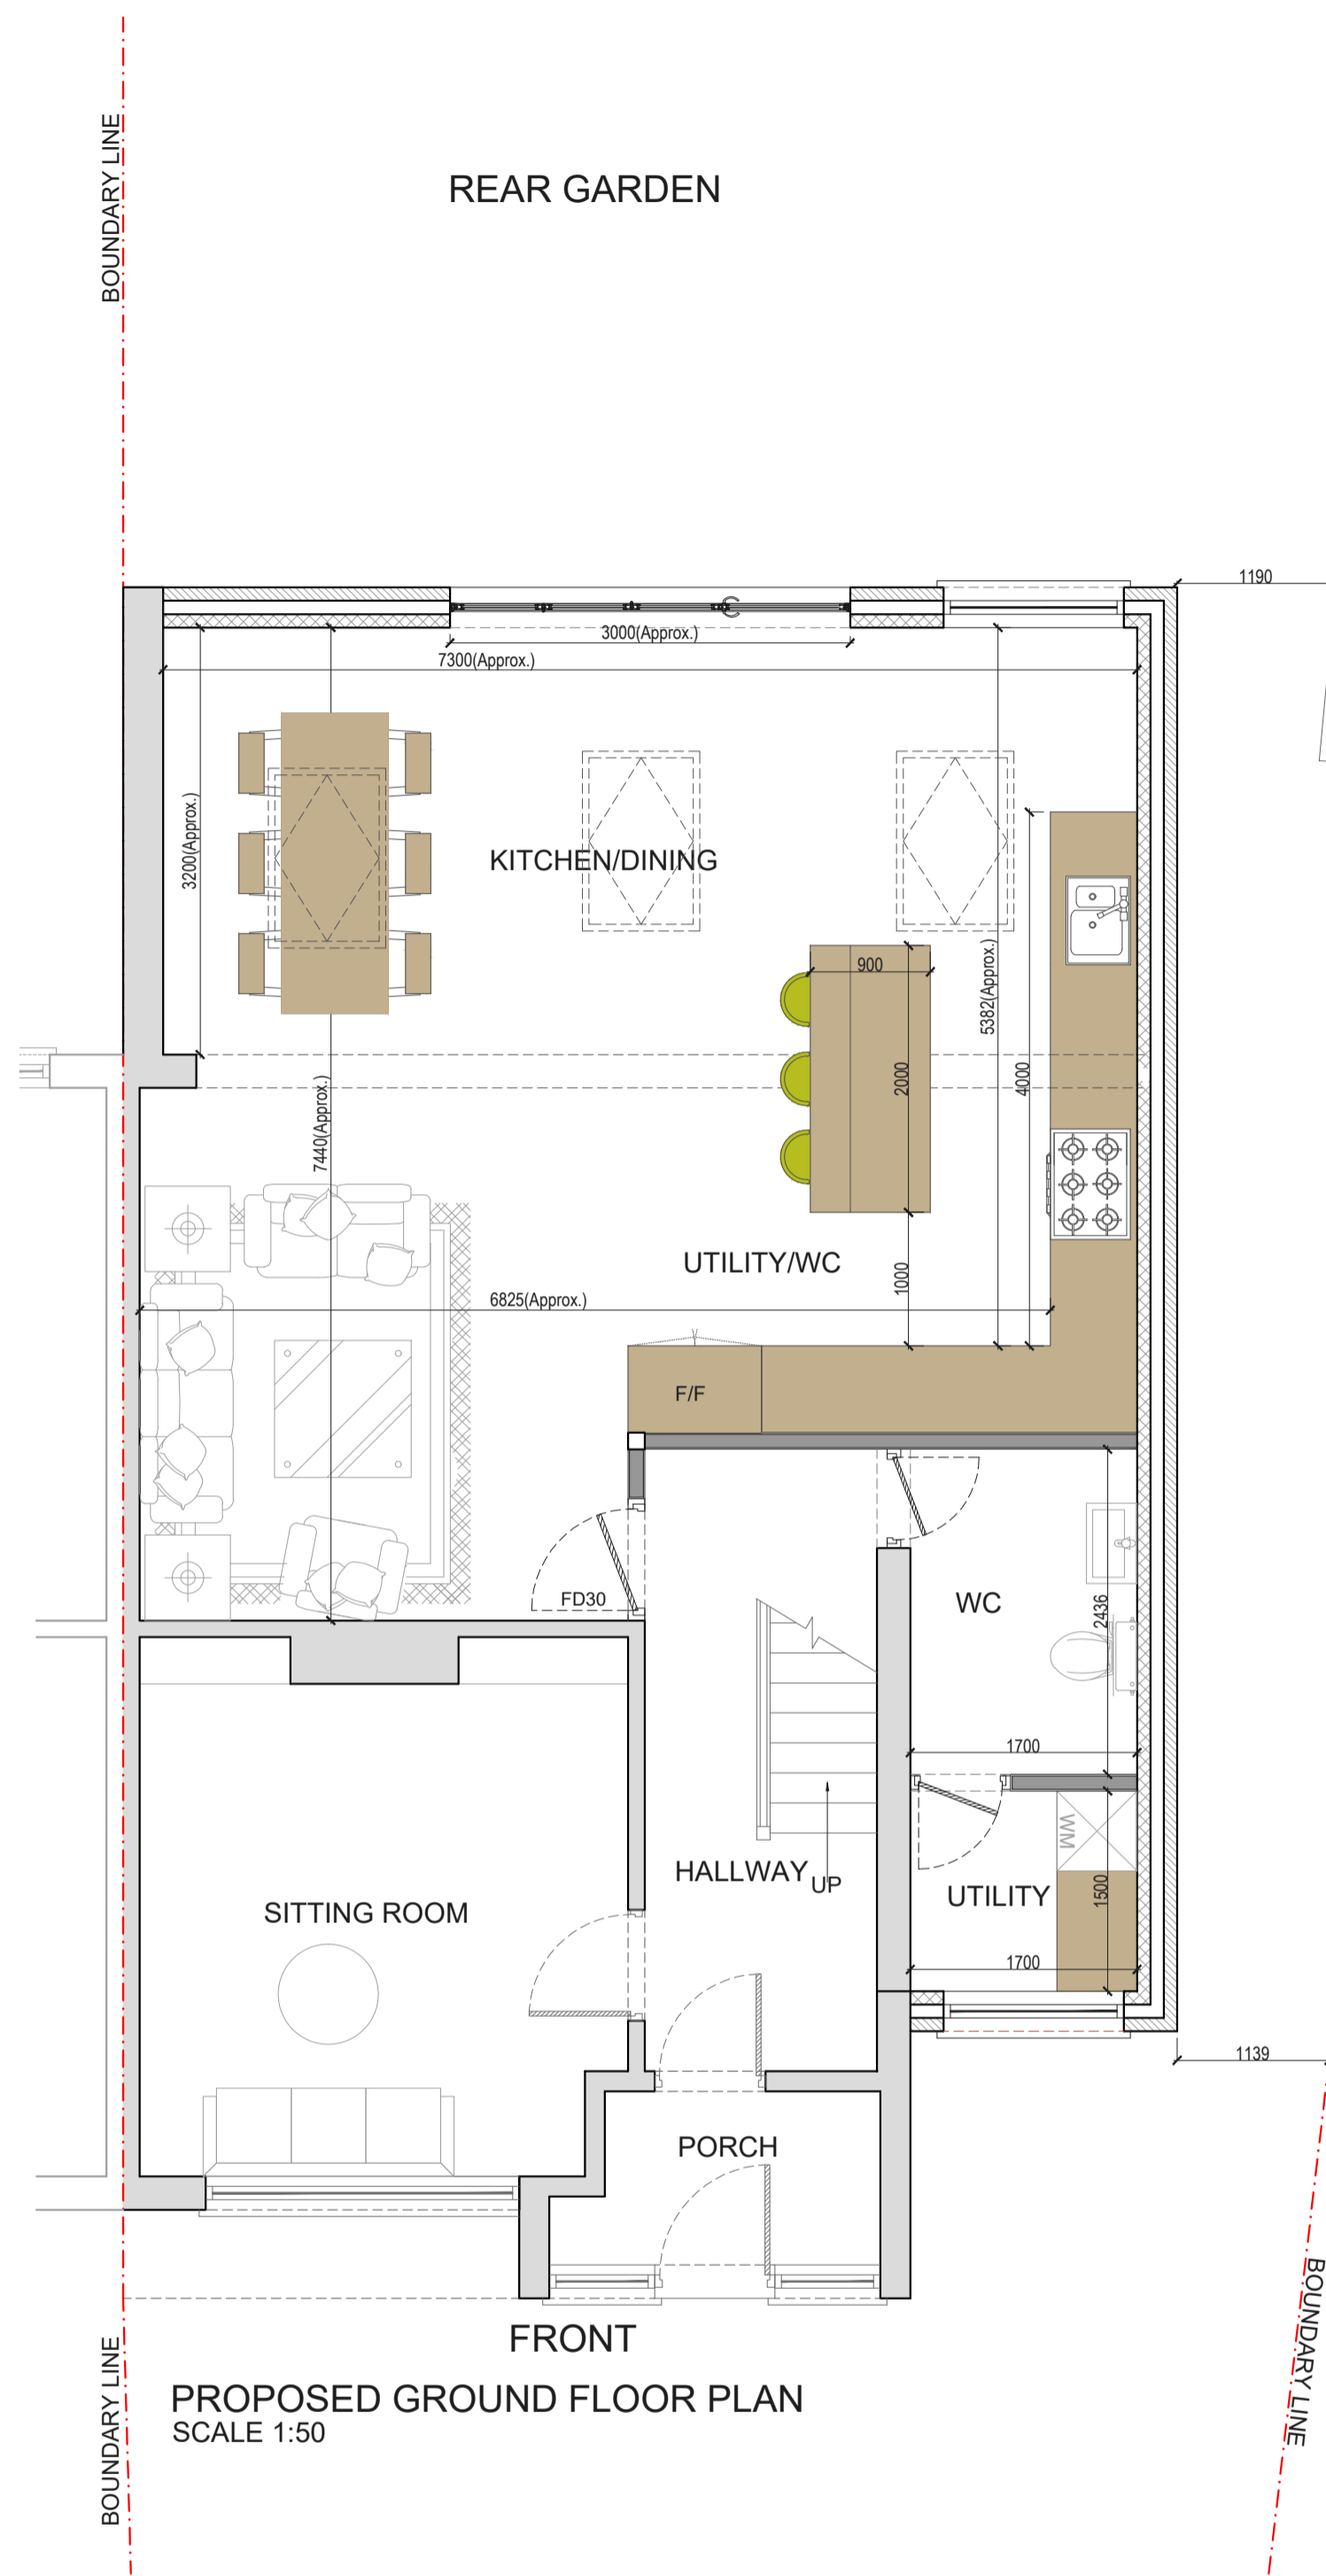 BOUNDARY LINE
REAR GARDEN
1190
3000(Approx.)
7300(Approx.)
3200(Approx.)
KITCHEN/DINING
900
5382(Approx.)
2000
4000
7440(Approx.)
UTILITY/WC
1000
6825(Approx.)
F/F
FD30
WC
2436
1700
WM
HALLWAY
UP
UTILITY
1500
SITTING ROOM
1700
1139
PORCH
FRONT
BOUNDARY LINE
BOUNDARY LINE
PROPOSED GROUND FLOOR PLAN
SCALE 1:50